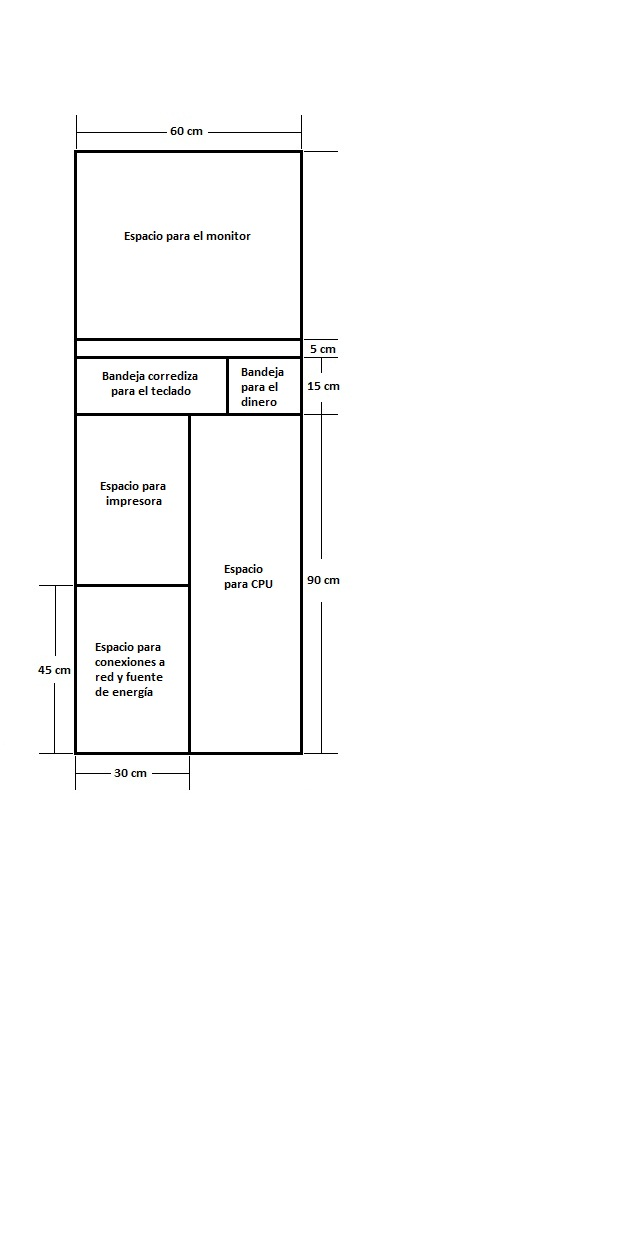 60 cm
Espacio para el monitor
5 cm
Bandeja corrediza
para el teclado
Bandeja
para el
dinero
15 cm
Espacio para
impresora
Espacio
para CPU
90 cm
45 cm
Espacio para
conexiones a
red y fuente
de energía
30 cm